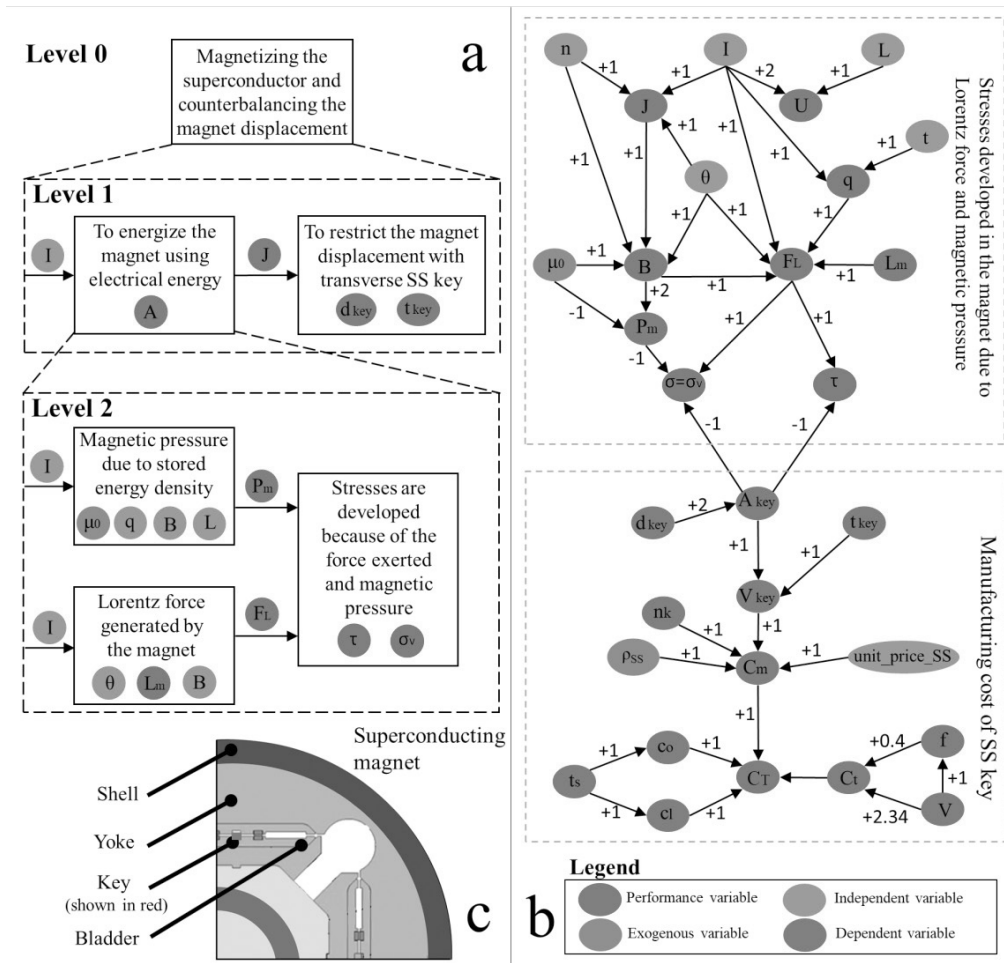 Level 0
Magnetizing the
superconductor and
counterbalancing the
magnet displacement
a
Level 1
I
To energize the
magnet using
electrical energy
A
J
To restrict the magnet
displacement with
transverse SS key
d key
t key
Level 2
I
Magnetic pressure
due to stored
energy density
μ0
q
B
L
Pm
Stresses are
developed
because of the
force exerted
and magnetic
pressure
τ
σv
I
Lorentz force
generated by
the magnet
θ
Lm
B
FL
Superconducting
magnet
Shell
Yoke
Key
(shown in red)
Bladder
c
n
I
L
+1
+1
+2
+1
J
U
t
+1
+1
+1
+1
+1
+1
θ
q
+1
+1
+1
μ0
+1
B
+1
FL
+1
Lm
-1
+2
Pm
+1
+1
-1
σ=σv
τ
-1
-1
Stresses developed in the magnet due to
Lorentz force and magnetic pressure
A key
d key
+2
t key
+1
+1
V key
nk
+1
+1
ρSS
+1
Cm
+1
unit_price_SS
+1
co
+1
+1
ts
CT
Ct
+0.4
f
+1
+1
cl
+1
+2.34
V
Manufacturing cost of
SS key
b
Legend
Performance variable
Independent variable
Exogenous variable
Dependent variable